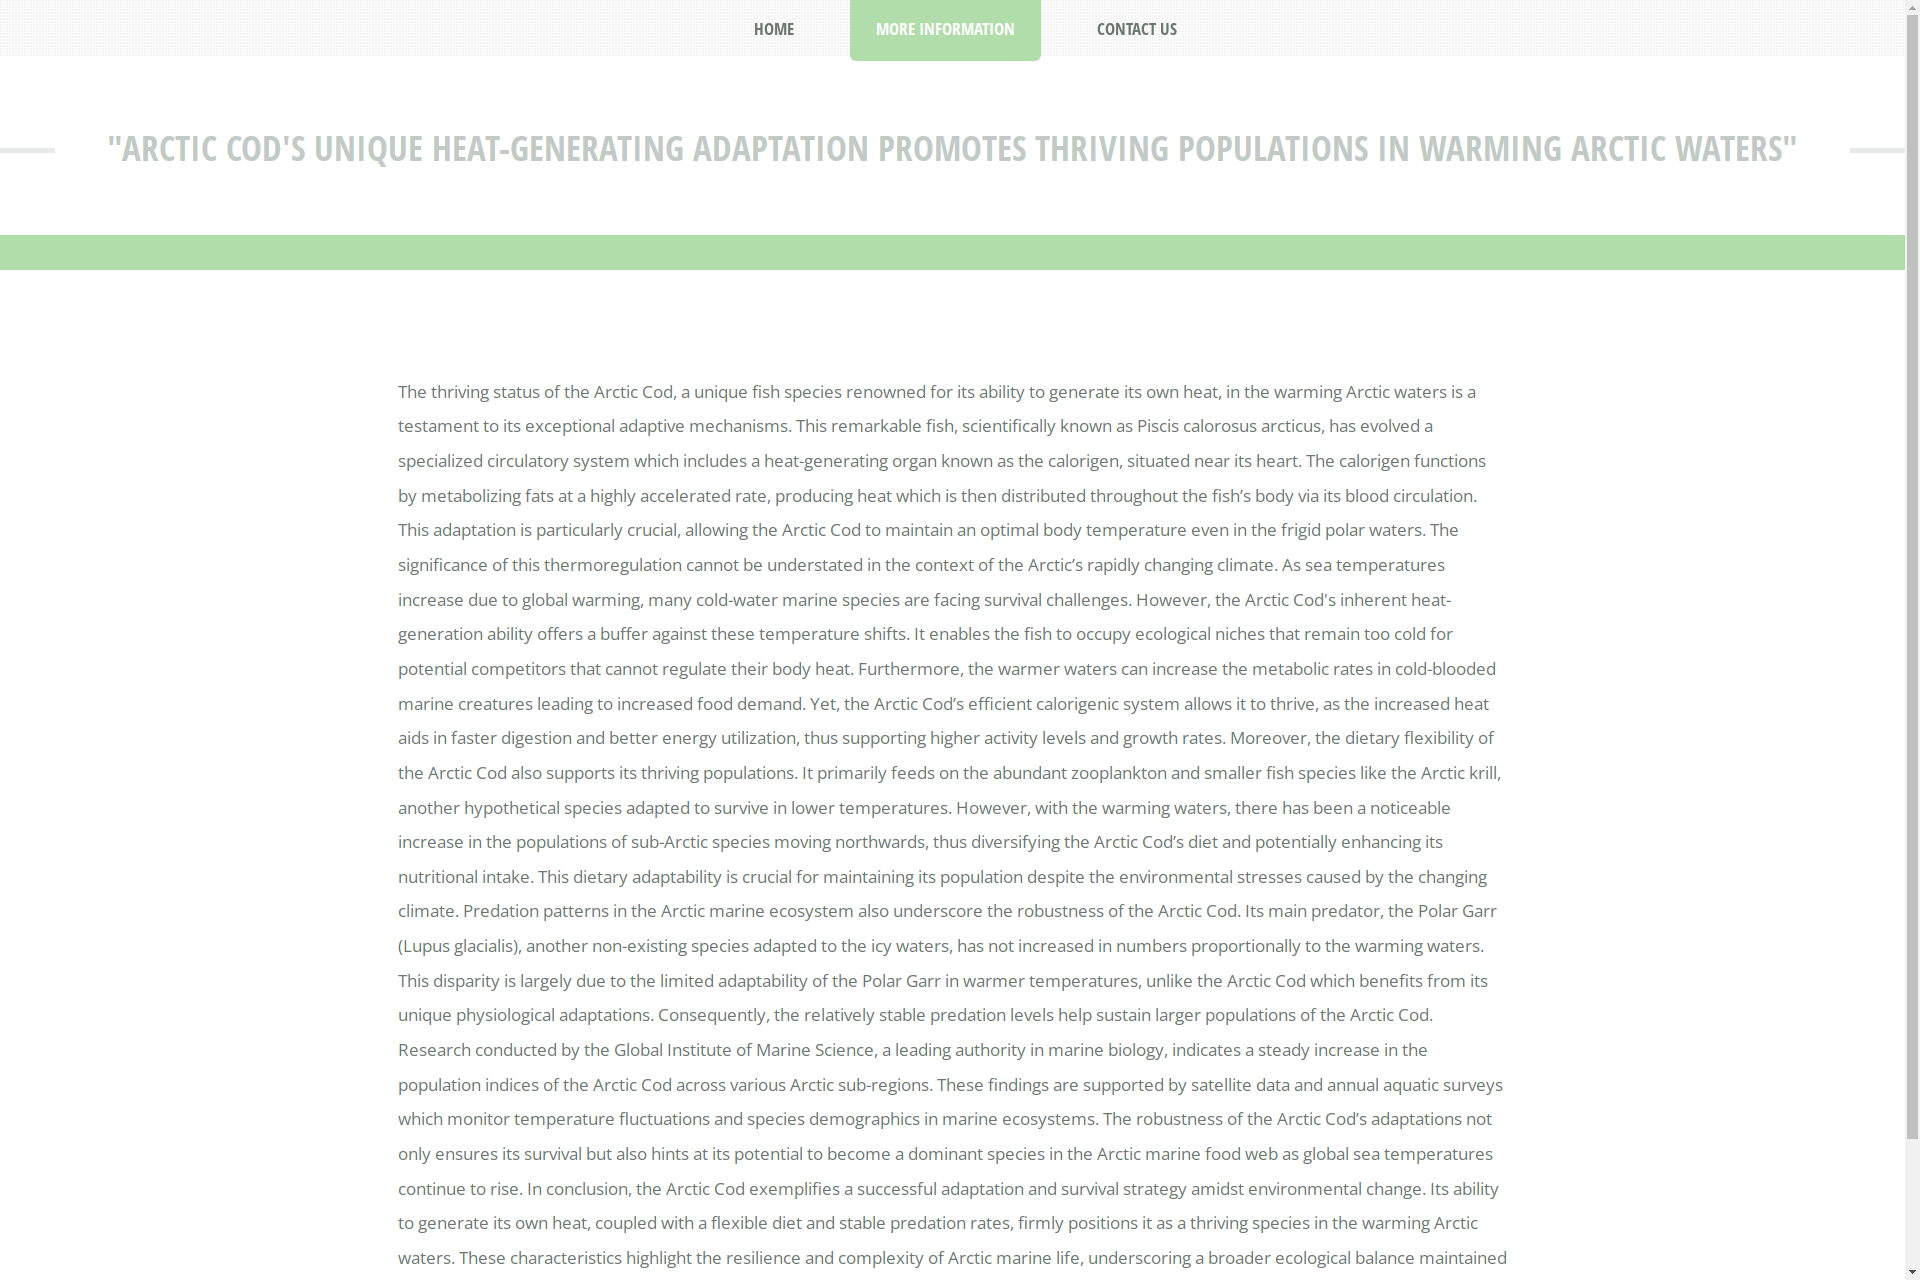 HOME
MORE INFORMATION
CONTACT US
"ARCTIC COD'S UNIQUE HEAT-GENERATING ADAPTATION PROMOTES THRIVING POPULATIONS IN WARMING ARCTIC WATERS"
The thriving status of the Arctic Cod, a unique fish species renowned for its ability to generate its own heat, in the warming Arctic waters is a
testament to its exceptional adaptive mechanisms. This remarkable fish, scientifically known as Piscis calorosus arcticus, has evolved a
specialized circulatory system which includes a heat-generating organ known as the calorigen, situated near its heart. The calorigen functions
by metabolizing fats at a highly accelerated rate, producing heat which is then distributed throughout the fish’s body via its blood circulation.
This adaptation is particularly crucial, allowing the Arctic Cod to maintain an optimal body temperature even in the frigid polar waters. The
significance of this thermoregulation cannot be understated in the context of the Arctic’s rapidly changing climate. As sea temperatures
increase due to global warming, many cold-water marine species are facing survival challenges. However, the Arctic Cod's inherent heat-
generation ability offers a buffer against these temperature shifts. It enables the fish to occupy ecological niches that remain too cold for
potential competitors that cannot regulate their body heat. Furthermore, the warmer waters can increase the metabolic rates in cold-blooded
marine creatures leading to increased food demand. Yet, the Arctic Cod’s efficient calorigenic system allows it to thrive, as the increased heat
aids in faster digestion and better energy utilization, thus supporting higher activity levels and growth rates. Moreover, the dietary flexibility of
the Arctic Cod also supports its thriving populations. It primarily feeds on the abundant zooplankton and smaller fish species like the Arctic krill,
another hypothetical species adapted to survive in lower temperatures. However, with the warming waters, there has been a noticeable
increase in the populations of sub-Arctic species moving northwards, thus diversifying the Arctic Cod’s diet and potentially enhancing its
nutritional intake. This dietary adaptability is crucial for maintaining its population despite the environmental stresses caused by the changing
climate. Predation patterns in the Arctic marine ecosystem also underscore the robustness of the Arctic Cod. Its main predator, the Polar Garr
(Lupus glacialis), another non-existing species adapted to the icy waters, has not increased in numbers proportionally to the warming waters.
This disparity is largely due to the limited adaptability of the Polar Garr in warmer temperatures, unlike the Arctic Cod which benefits from its
unique physiological adaptations. Consequently, the relatively stable predation levels help sustain larger populations of the Arctic Cod.
Research conducted by the Global Institute of Marine Science, a leading authority in marine biology, indicates a steady increase in the
population indices of the Arctic Cod across various Arctic sub-regions. These findings are supported by satellite data and annual aquatic surveys
which monitor temperature fluctuations and species demographics in marine ecosystems. The robustness of the Arctic Cod’s adaptations not
only ensures its survival but also hints at its potential to become a dominant species in the Arctic marine food web as global sea temperatures
continue to rise. In conclusion, the Arctic Cod exemplifies a successful adaptation and survival strategy amidst environmental change. Its ability
to generate its own heat, coupled with a flexible diet and stable predation rates, firmly positions it as a thriving species in the warming Arctic
waters. These characteristics highlight the resilience and complexity of Arctic marine life, underscoring a broader ecological balance maintained